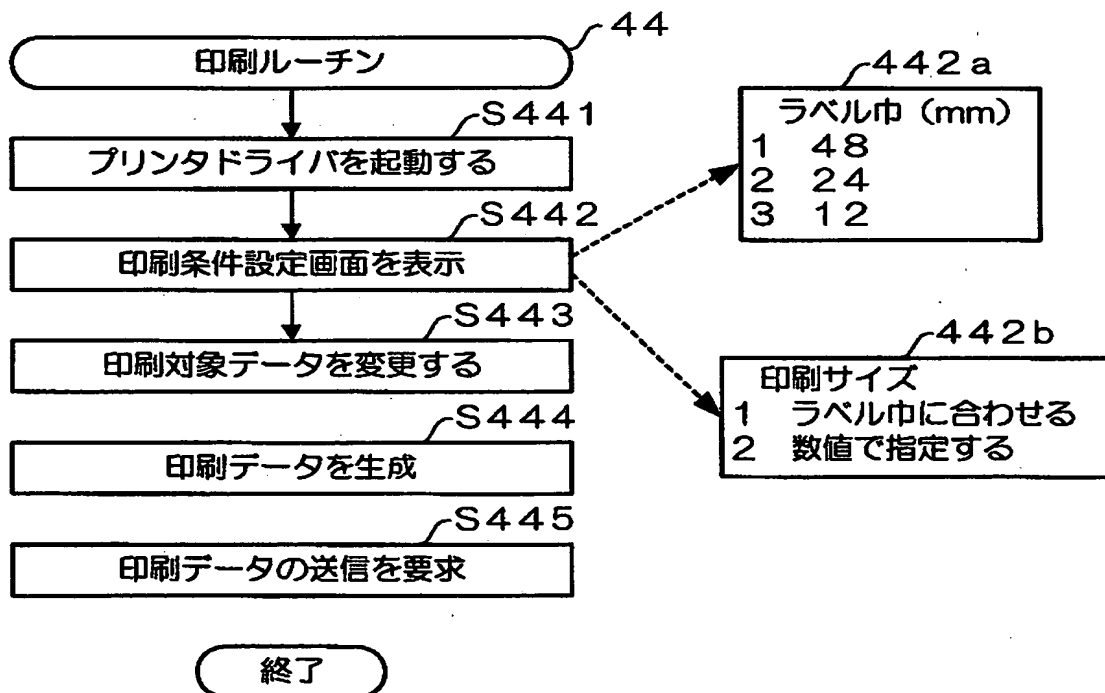 44
印刷ルーチン
S441
プリンタドライバを起動する
S442
印刷条件設定画面を表示
S443
印刷対象データを変更する
S444
印刷データを生成
S445
印刷データの送信を要求
終了
442a
ラベル巾（mm）
1 48
2 24
3 12
442b
印刷サイズ
1 ラベル巾に合わせる
2 数値で指定する